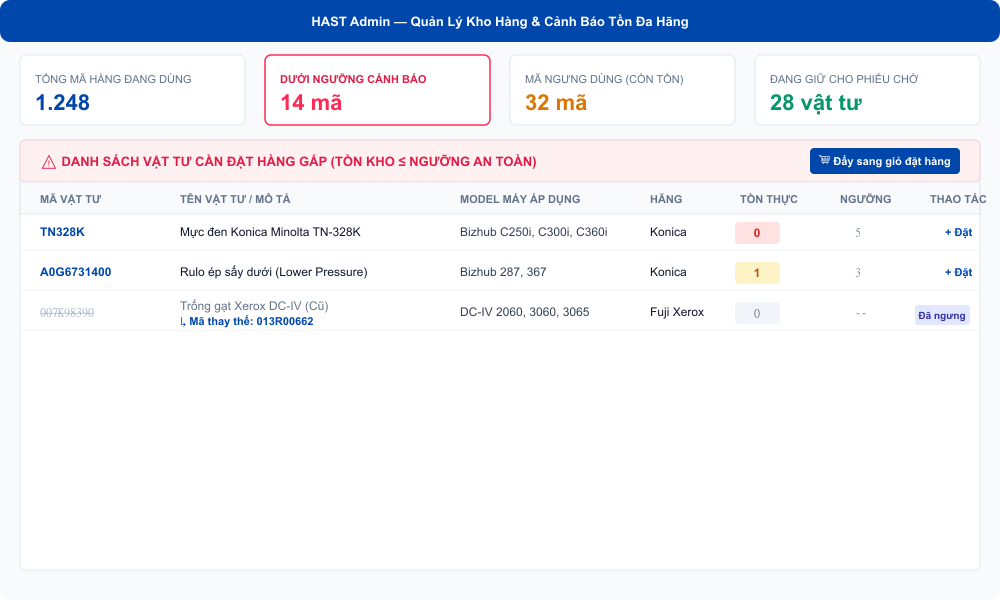 HAST Admin — Quản Lý Kho Hàng & Cảnh Báo Tồn Đa Hãng
TỔNG MÃ HÀNG ĐANG DÙNG
1.248
DƯỚI NGƯỠNG CẢNH BÁO
14 mã
MÃ NGƯNG DÙNG (CÒN TỒN)
32 mã
ĐANG GIỮ CHO PHIẾU CHỜ
28 vật tư
⚠ DANH SÁCH VẬT TƯ CẦN ĐẶT HÀNG GẤP (TỒN KHO ≤ NGƯỠNG AN TOÀN)
🛒 Đẩy sang giỏ đặt hàng
MÃ VẬT TƯ TÊN VẬT TƯ / MÔ TẢ MODEL MÁY ÁP DỤNG HÃNG TỒN THỰC NGƯỠNG THAO TÁC
TN328K Mực đen Konica Minolta TN-328K Bizhub C250i, C300i, C360i Konica 0 5 + Đặt
A0G6731400 Rulo ép sấy dưới (Lower Pressure) Bizhub 287, 367 Konica 1 3 + Đặt
007K98390 Trống gạt Xerox DC-IV (Cũ) DC-IV 2060, 3060, 3065 Fuji Xerox 0 -- Đã ngưng
↳ Mã thay thế: 013R00662